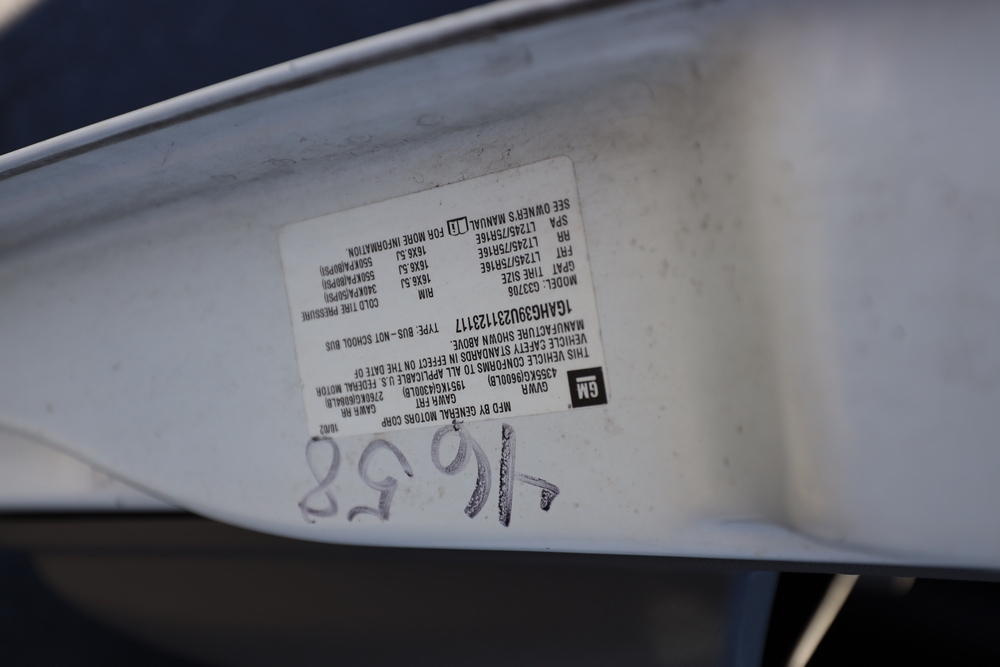 1658
MFD BY GENERAL MOTORS CORP 10/02
GM
GVWR GAWR FRT GAWR RR
4355KG(9600LB) 1951KG(4300LB) 2760KG(6084LB)
THIS VEHICLE CONFORMS TO ALL APPLICABLE U.S. FEDERAL MOTOR
VEHICLE SAFETY STANDARDS IN EFFECT ON THE DATE OF
MANUFACTURE SHOWN ABOVE.
1GAHG39U231123117 TYPE: BUS-NOT SCHOOL BUS
MODEL: G33706
GPAT TIRE SIZE RIM COLD TIRE PRESSURE
FRT LT245/75R16E 16X6.5J 340KPA(50PSI)
RR LT245/75R16E 16X6.5J 550KPA(80PSI)
SPA LT245/75R16E 16X6.5J 550KPA(80PSI)
SEE OWNER'S MANUAL FOR MORE INFORMATION.